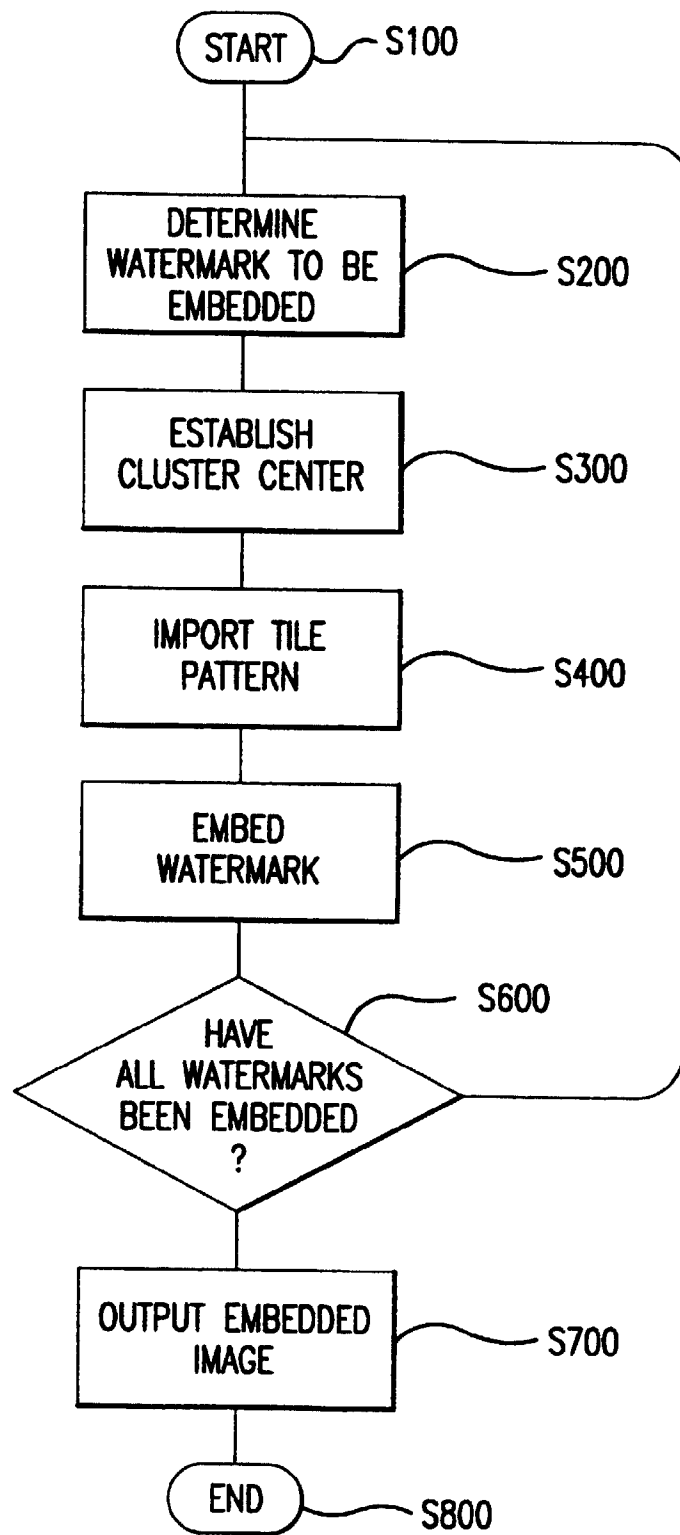 START
S100
DETERMINE
WATERMARK TO BE
EMBEDDED
S200
ESTABLISH
CLUSTER CENTER
S300
IMPORT TILE
PATTERN
S400
EMBED
WATERMARK
S500
HAVE
ALL WATERMARKS
BEEN EMBEDDED
?
S600
OUTPUT EMBEDDED
IMAGE
S700
END
S800